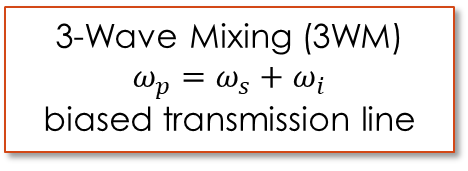 3-Wave Mixing (3WM)
𝜔𝑝 = 𝜔𝑠 + 𝜔𝑖
biased transmission line